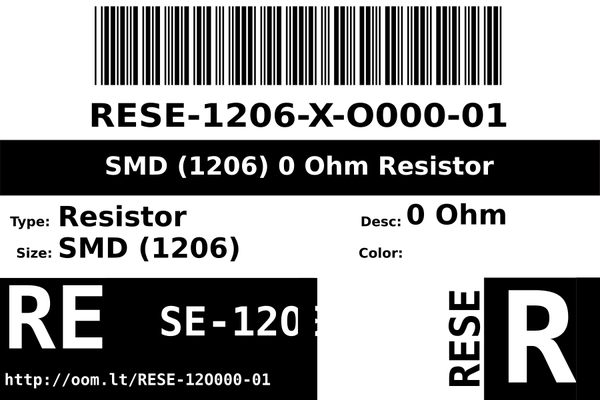 RESE-1206-X-O000-01
SMD (1206) 0 Ohm Resistor
Type: Resistor
Desc: 0 Ohm
Size: SMD (1206)
Color:
RE
SE-120
http://oom.lt/RESE-120000-01
RESE
R